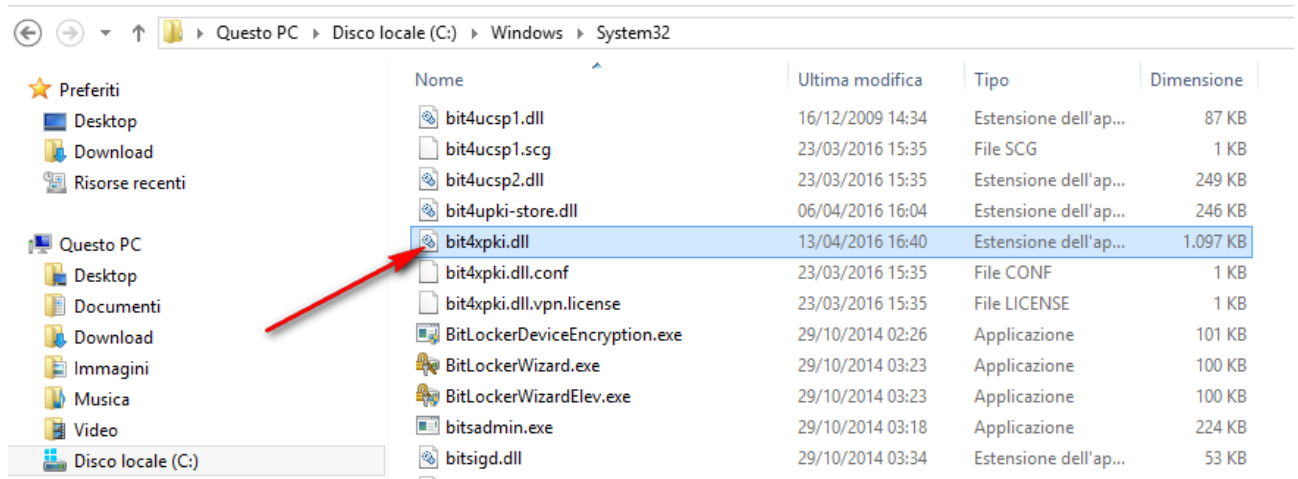 Questo PC Disco locale (C:) Windows System32
Preferiti
Desktop
Download
Risorse recenti
Questo PC
Desktop
Documenti
Download
Immagini
Musica
Video
Disco locale (C:)
Nome Ultima modifica Tipo Dimensione
bit4ucsp1.dll 16/12/2009 14:34 Estensione dell'ap... 87 KB
bit4ucsp1.scg 23/03/2016 15:35 File SCG 1 KB
bit4ucsp2.dll 23/03/2016 15:35 Estensione dell'ap... 249 KB
bit4upki-store.dll 06/04/2016 16:04 Estensione dell'ap... 246 KB
bit4xpki.dll 13/04/2016 16:40 Estensione dell'ap... 1.097 KB
bit4xpki.dll.conf 23/03/2016 15:35 File CONF 1 KB
bit4xpki.dll.vpn.license 23/03/2016 15:35 File LICENSE 1 KB
BitLockerDeviceEncryption.exe 29/10/2014 02:26 Applicazione 101 KB
BitLockerWizard.exe 29/10/2014 03:23 Applicazione 100 KB
BitLockerWizardElev.exe 29/10/2014 03:23 Applicazione 100 KB
bitsadmin.exe 29/10/2014 03:18 Applicazione 224 KB
bitsigd.dll 29/10/2014 03:34 Estensione dell'ap... 53 KB